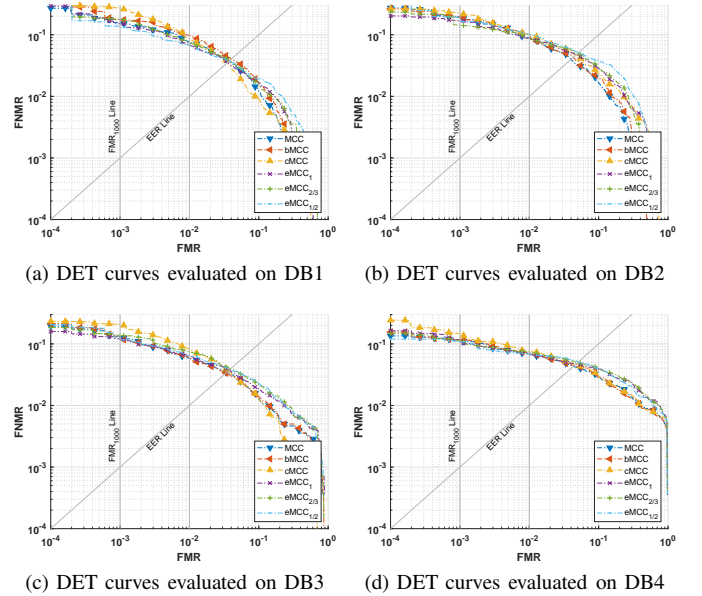 FNMR
10^-1
10^-2
10^-3
10^-4
FMR_1000 Line
EER Line
MCC
bMCC
cMCC
eMCC_1
eMCC_2/3
eMCC_1/2
10^-4 10^-3 10^-2 10^-1 10^0
FMR
(a) DET curves evaluated on DB1
FNMR
10^-1
10^-2
10^-3
10^-4
FMR_1000 Line
EER Line
MCC
bMCC
cMCC
eMCC_1
eMCC_2/3
eMCC_1/2
10^-4 10^-3 10^-2 10^-1 10^0
FMR
(b) DET curves evaluated on DB2
FNMR
10^-1
10^-2
10^-3
10^-4
FMR_1000 Line
EER Line
MCC
bMCC
cMCC
eMCC_1
eMCC_2/3
eMCC_1/2
10^-4 10^-3 10^-2 10^-1 10^0
FMR
(c) DET curves evaluated on DB3
FNMR
10^-1
10^-2
10^-3
10^-4
FMR_1000 Line
EER Line
MCC
bMCC
cMCC
eMCC_1
eMCC_2/3
eMCC_1/2
10^-4 10^-3 10^-2 10^-1 10^0
FMR
(d) DET curves evaluated on DB4